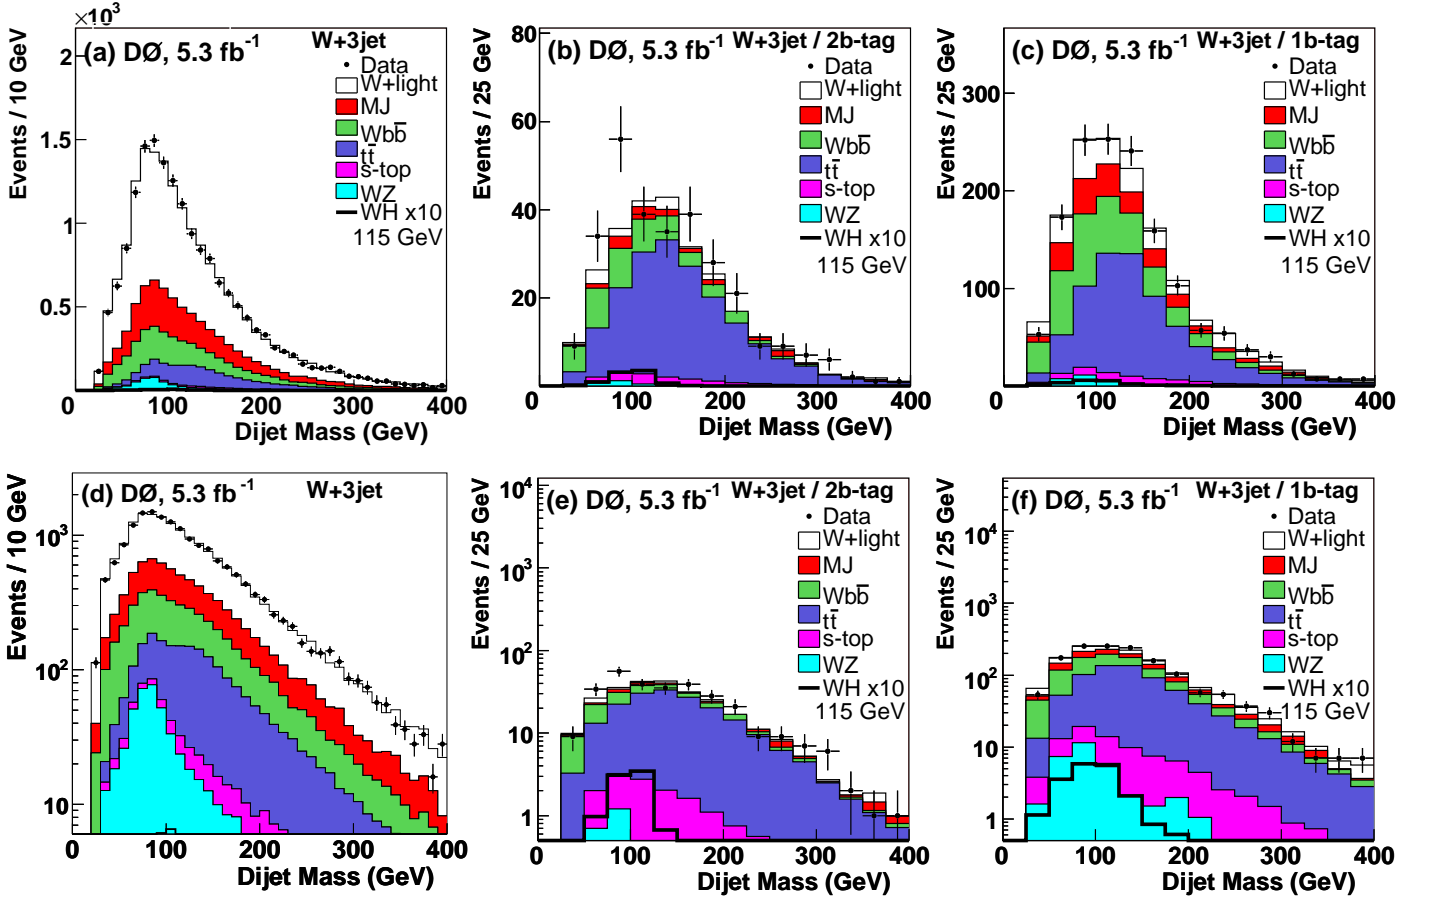 ×10³
(a) DØ, 5.3 fb⁻¹ W+3jet
Data
W+light
MJ
Wbb̄
tt̄
s-top
WZ
WH x10
115 GeV
Events / 10 GeV
2
1.5
1
0.5
0 100 200 300 400
Dijet Mass (GeV)
(b) DØ, 5.3 fb⁻¹ W+3jet / 2b-tag
Data
W+light
MJ
Wbb̄
tt̄
s-top
WZ
WH x10
115 GeV
Events / 25 GeV
80
60
40
20
0 100 200 300 400
Dijet Mass (GeV)
(c) DØ, 5.3 fb⁻¹ W+3jet / 1b-tag
Data
W+light
MJ
Wbb̄
tt̄
s-top
WZ
WH x10
115 GeV
Events / 25 GeV
300
200
100
0 100 200 300 400
Dijet Mass (GeV)
(d) DØ, 5.3 fb⁻¹ W+3jet
Events / 10 GeV
10³
10²
10
0 100 200 300 400
Dijet Mass (GeV)
(e) DØ, 5.3 fb⁻¹ W+3jet / 2b-tag
Data
W+light
MJ
Wbb̄
tt̄
s-top
WZ
WH x10
115 GeV
Events / 25 GeV
10⁴
10³
10²
10
1
0 100 200 300 400
Dijet Mass (GeV)
(f) DØ, 5.3 fb⁻¹ W+3jet / 1b-tag
Data
W+light
MJ
Wbb̄
tt̄
s-top
WZ
WH x10
115 GeV
Events / 25 GeV
10⁴
10³
10²
10
1
0 100 200 300 400
Dijet Mass (GeV)